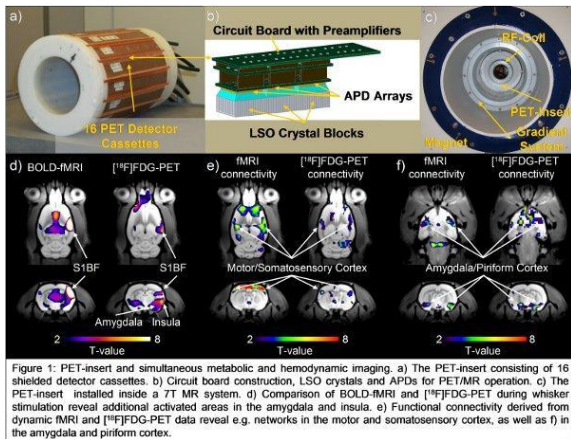 a)
16 PET Detector
Cassettes
b)
Circuit Board with Preamplifiers
APD Arrays
LSO Crystal Blocks
c)
RF-Coil
PET-Insert
Gradient
System
Magnet
d)
BOLD-fMRI
[¹⁸F]FDG-PET
S1BF
S1BF
Amygdala
Insula
2
8
T-value
e)
fMRI
connectivity
[¹⁸F]FDG-PET
connectivity
Motor/Somatosensory Cortex
2
8
T-value
f)
fMRI
connectivity
[¹⁸F]FDG-PET
connectivity
Amygdala/Piriform Cortex
2
8
T-value
Figure 1: PET-insert and simultaneous metabolic and hemodynamic imaging. a) The PET-insert consisting of 16
shielded detector cassettes. b) Circuit board construction, LSO crystals and APDs for PET/MR operation. c) The
PET-insert installed inside a 7T MR system. d) Comparison of BOLD-fMRI and [¹⁸F]FDG-PET during whisker
stimulation reveal additional activated areas in the amygdala and insula. e) Functional connectivity derived from
dynamic fMRI and [¹⁸F]FDG-PET data reveal e.g. networks in the motor and somatosensory cortex, as well as f) in
the amygdala and piriform cortex.